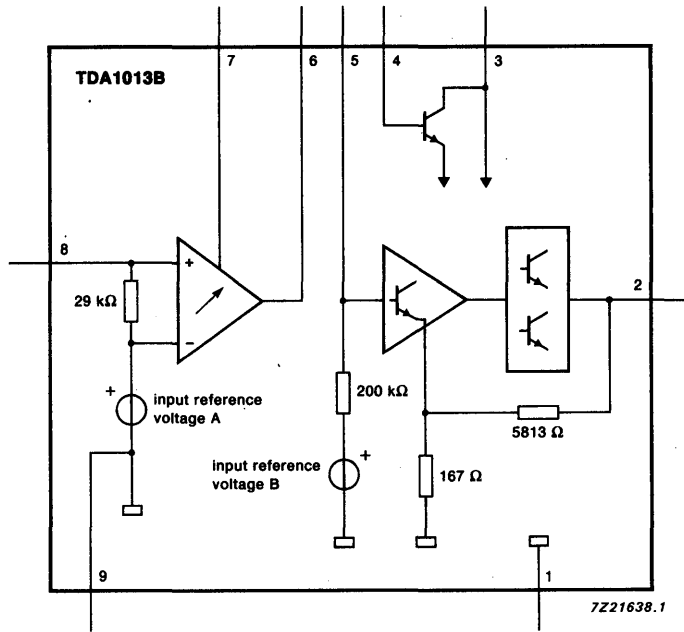 7
6
5
4
3
TDA1013B
8
+
29 kΩ
−
2
+
input reference
voltage A
200 kΩ
5813 Ω
input reference
voltage B
+
167 Ω
9
1
7Z21638.1